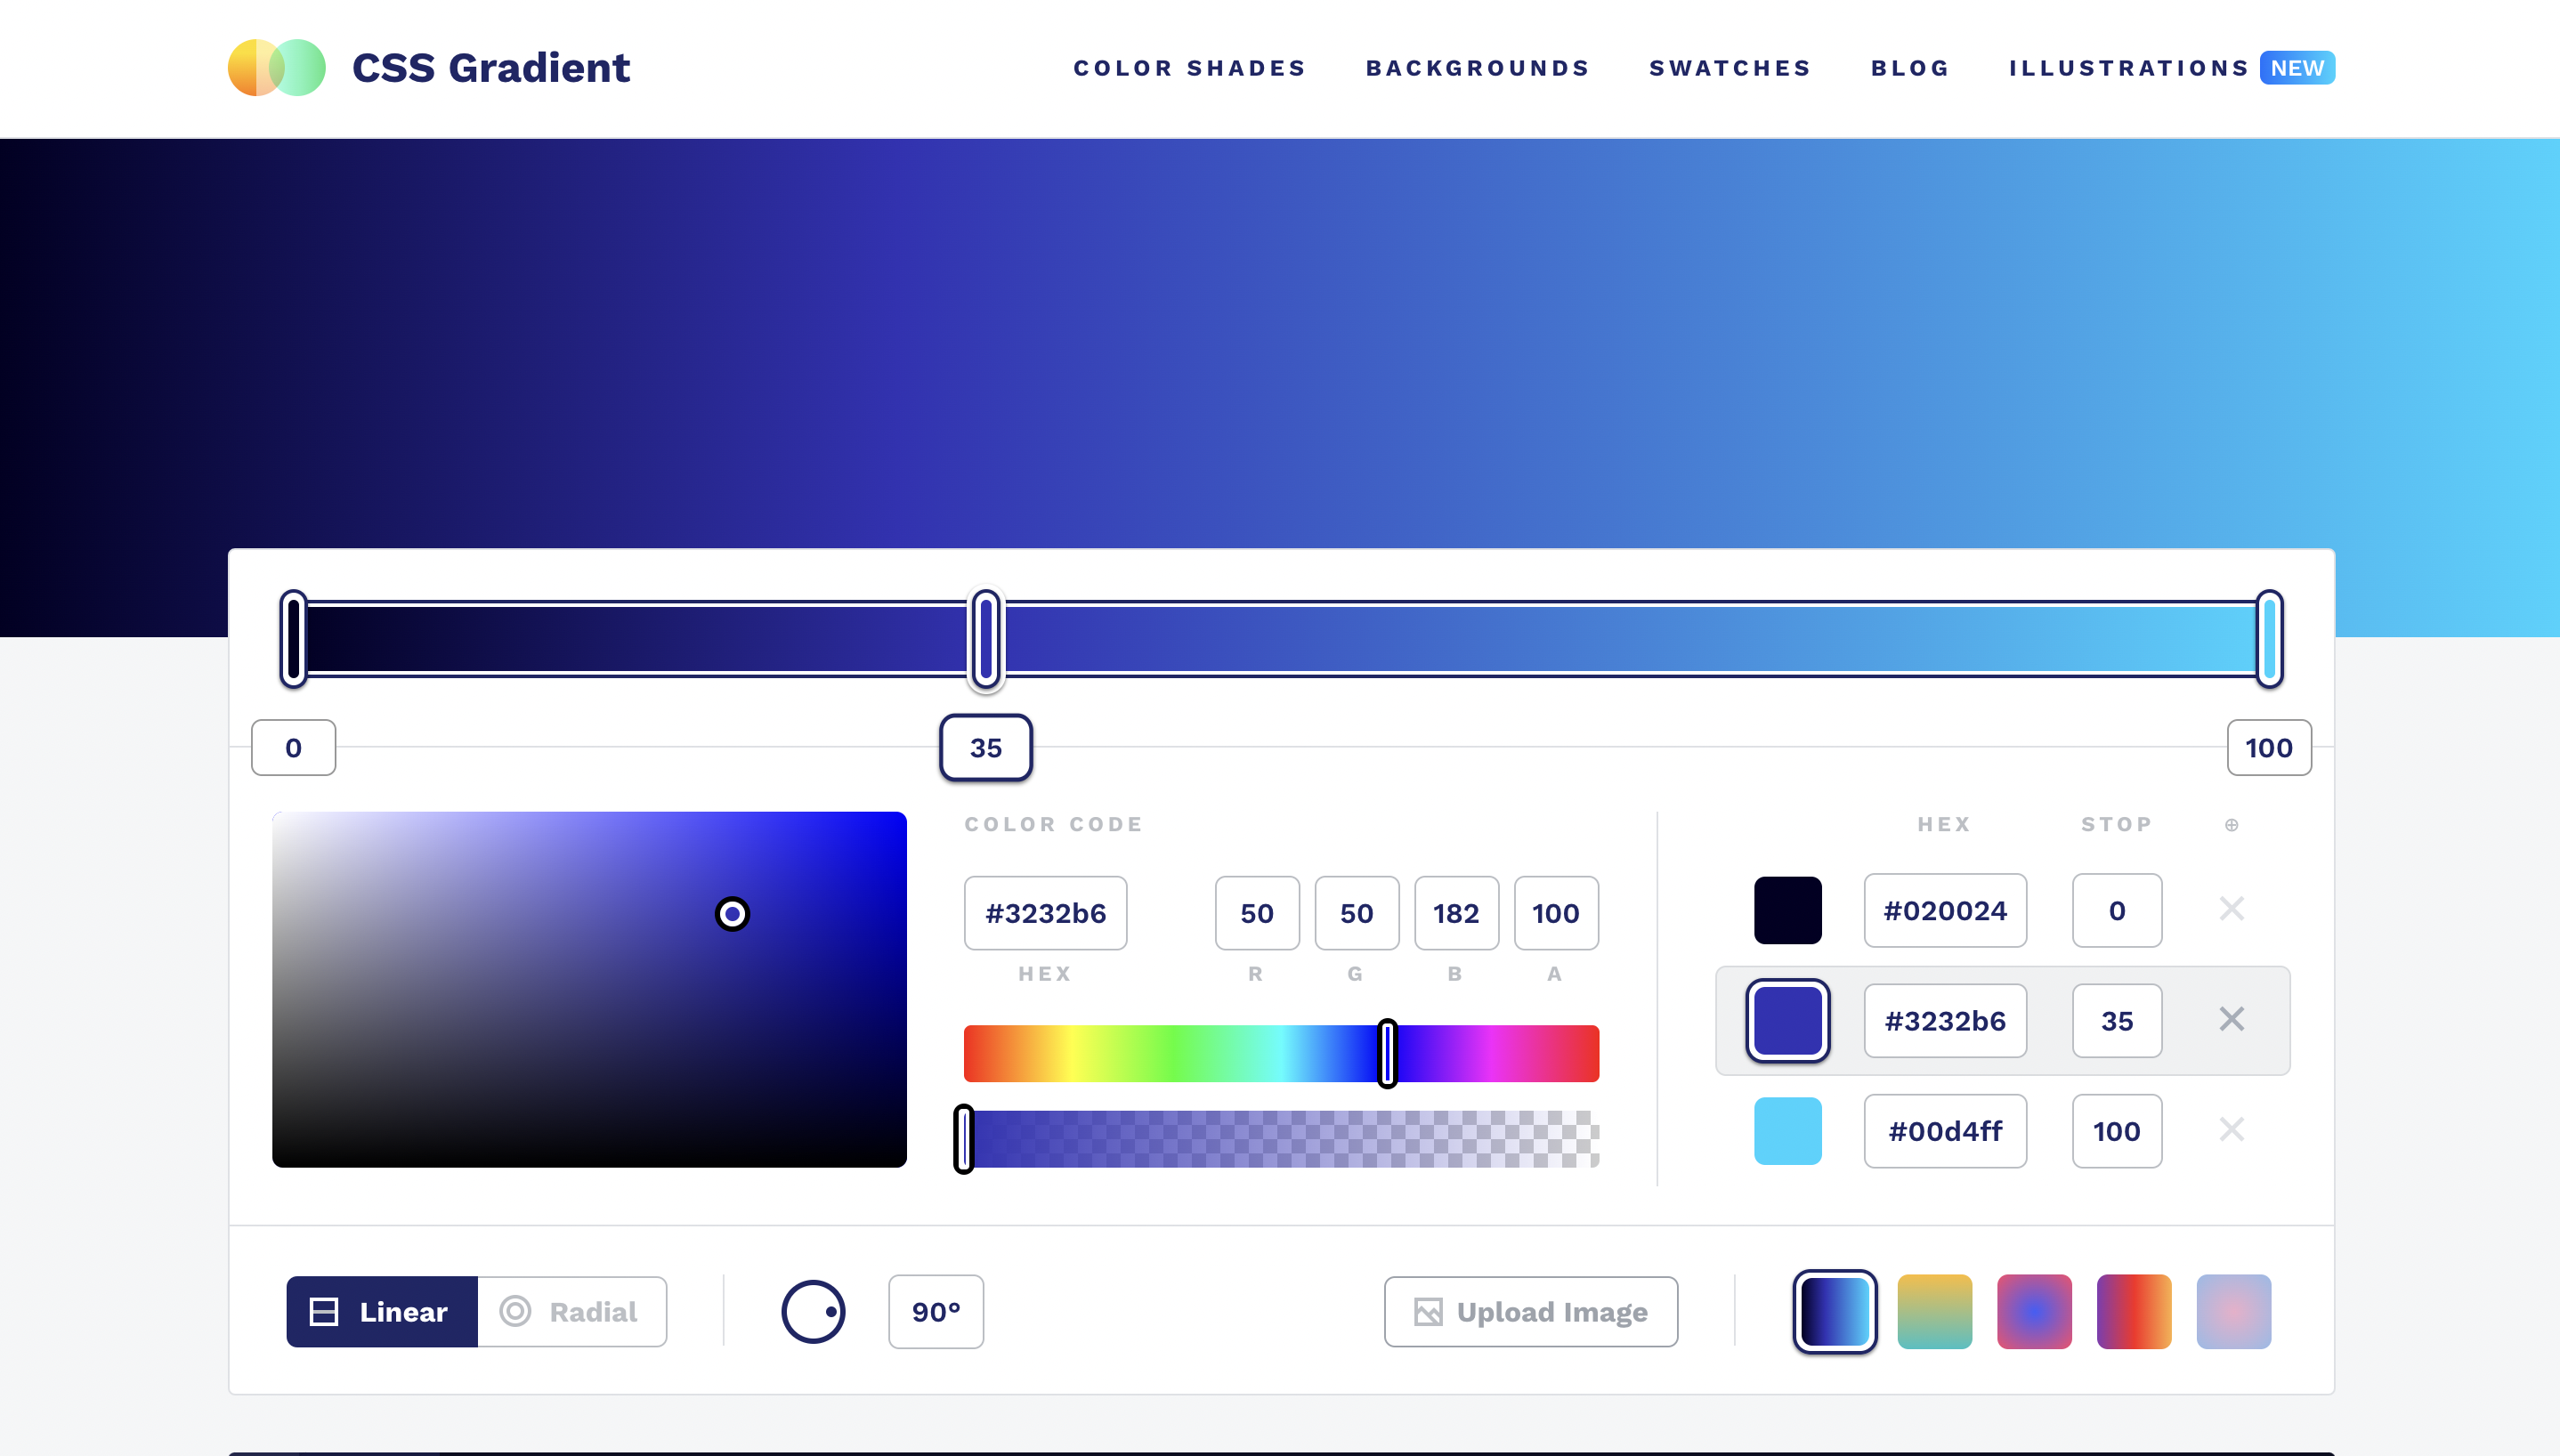 CSS Gradient
COLOR SHADES BACKGROUNDS SWATCHES BLOG ILLUSTRATIONS NEW
0 35 100
COLOR CODE
#3232b6 50 50 182 100
HEX R G B A
HEX STOP
#020024 0
#3232b6 35
#00d4ff 100
Linear Radial 90° Upload Image